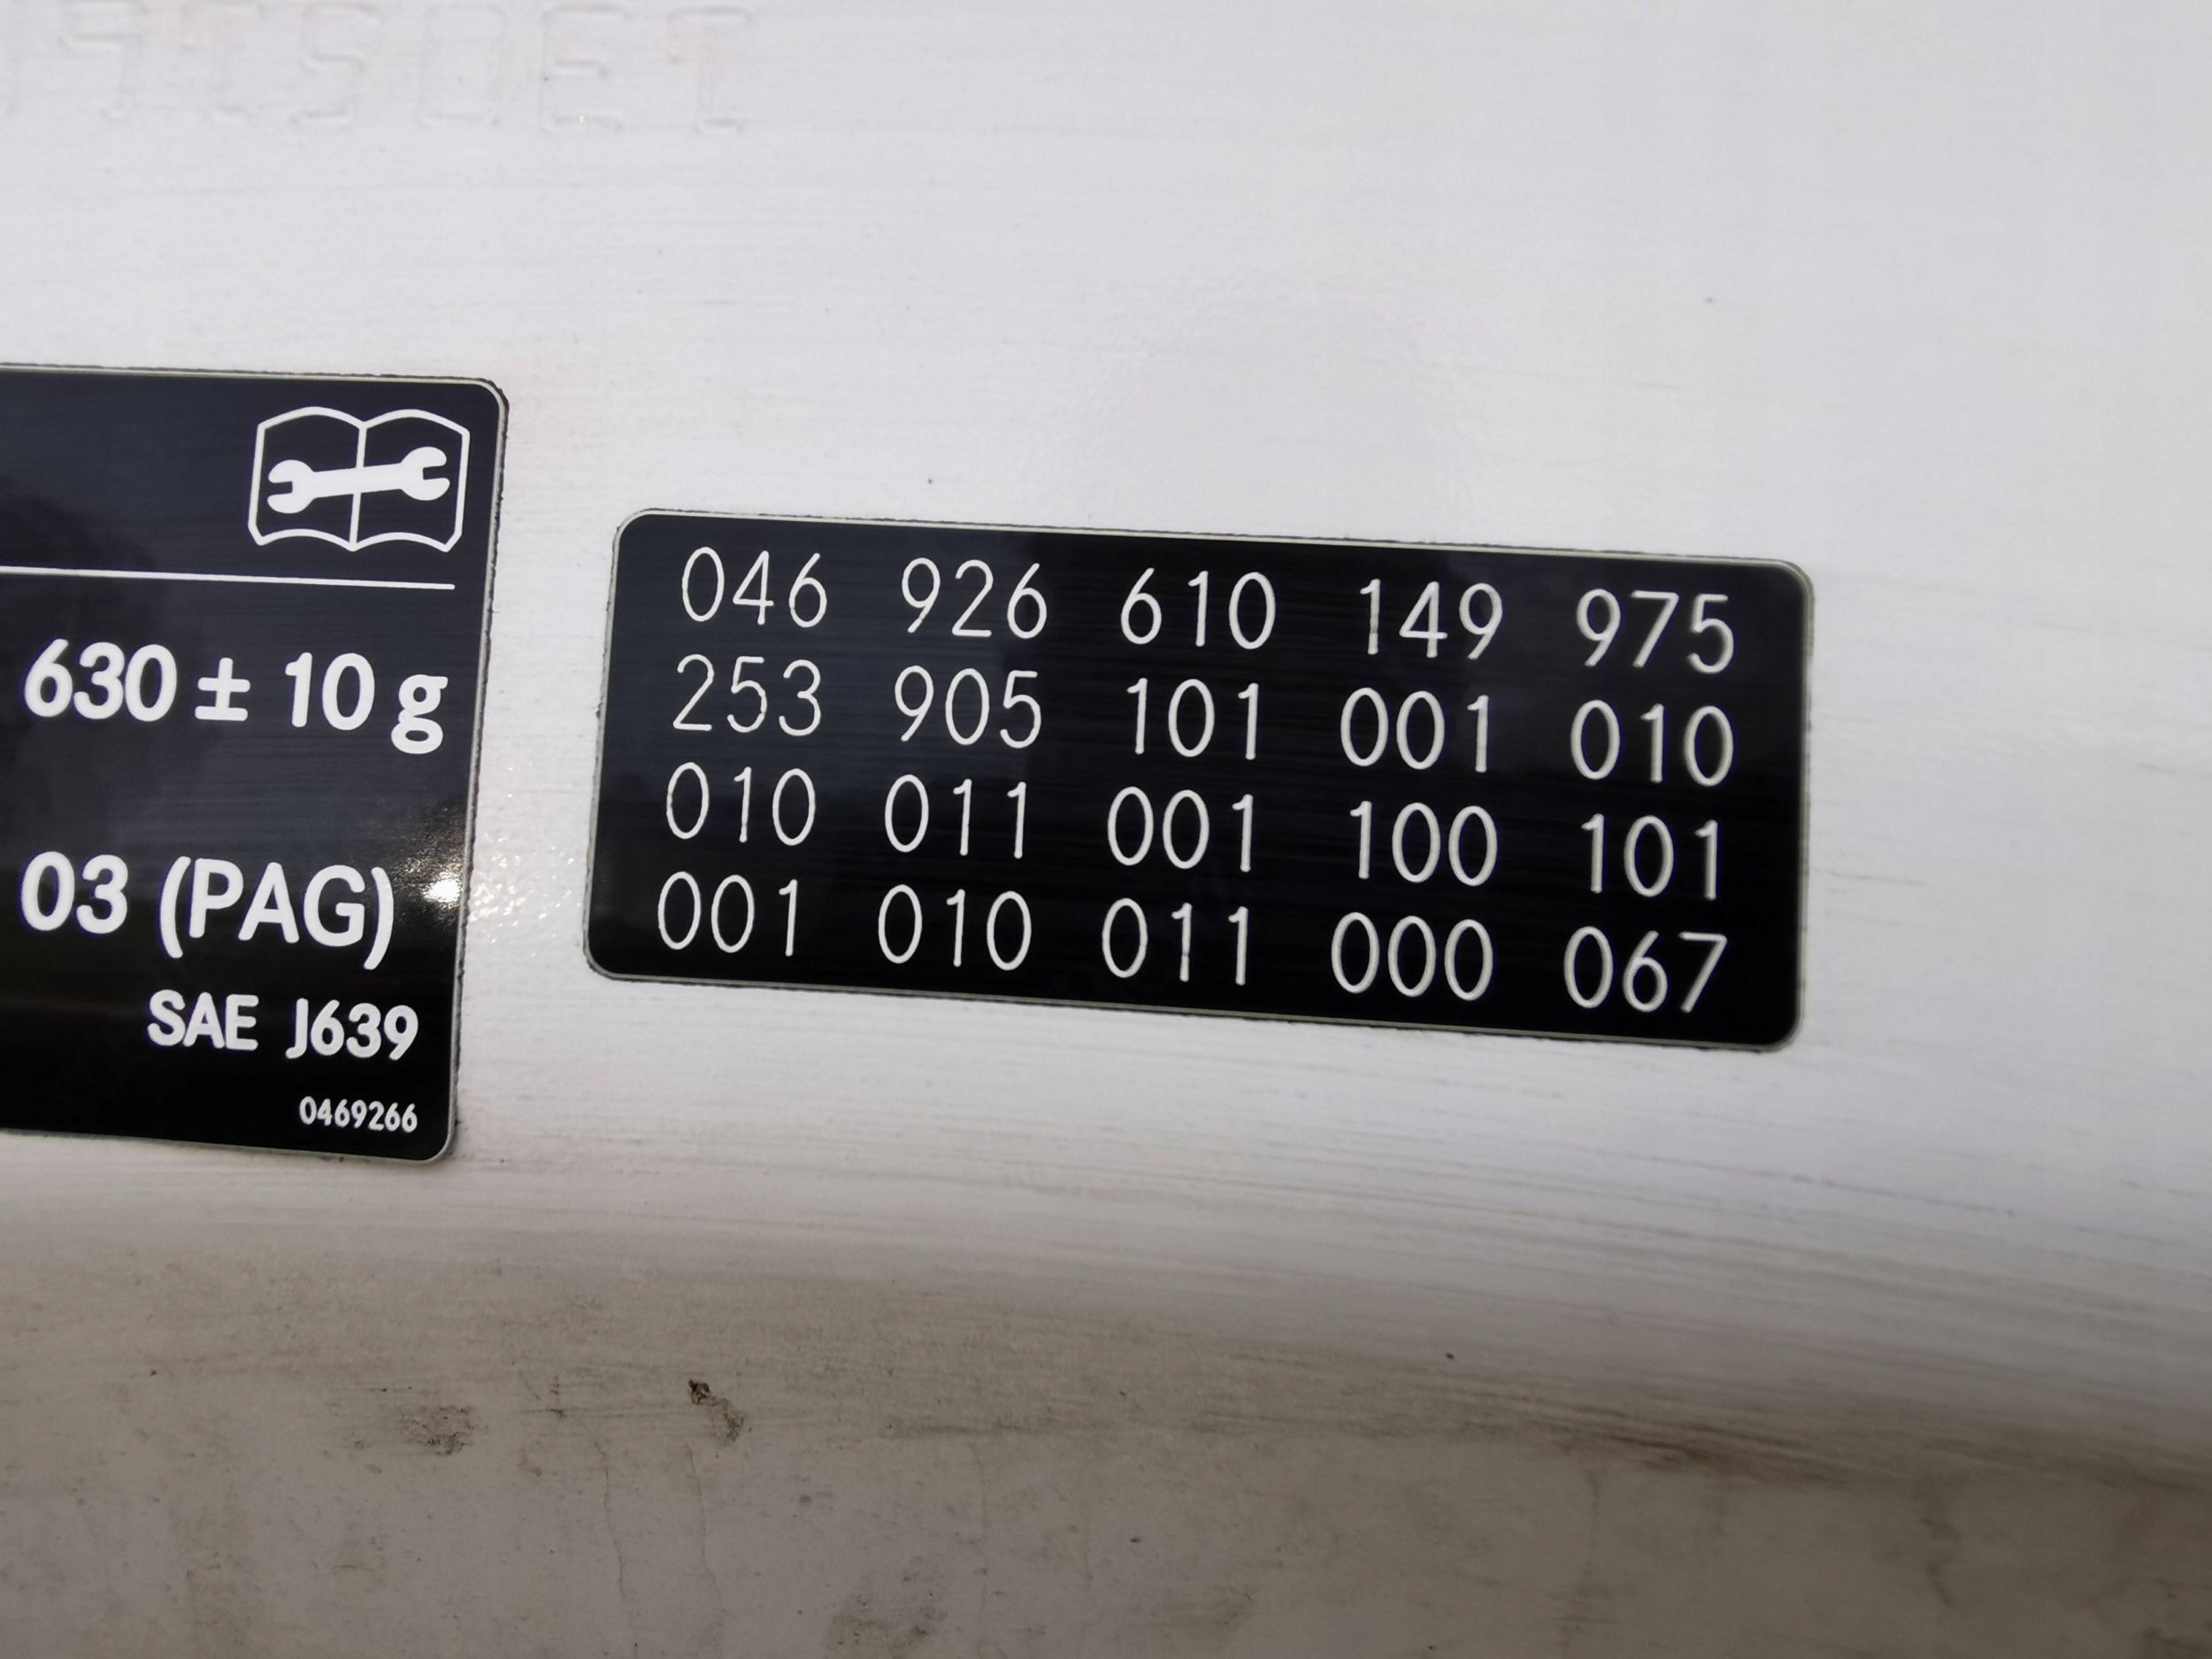 630 ± 10 g
03 (PAG)
SAE J639
0469266
046 926 610 149 975
253 905 101 001 010
010 011 001 100 101
001 010 011 000 067